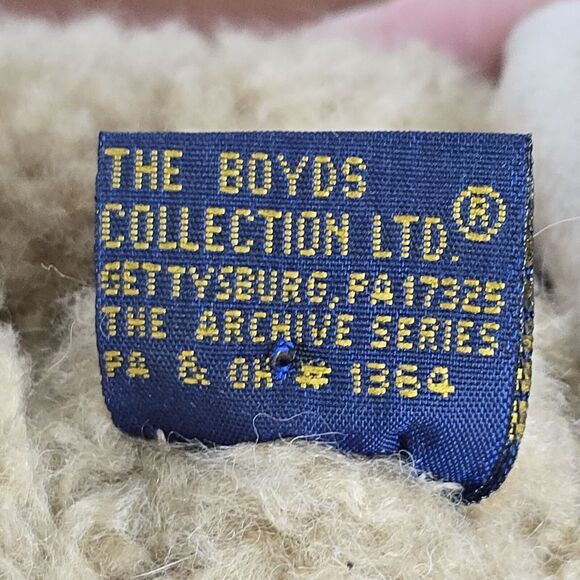 THE BOYDS
COLLECTION LTD.®
GETTYSBURG, PA 17325
THE ARCHIVE SERIES
PA & OH # 1364